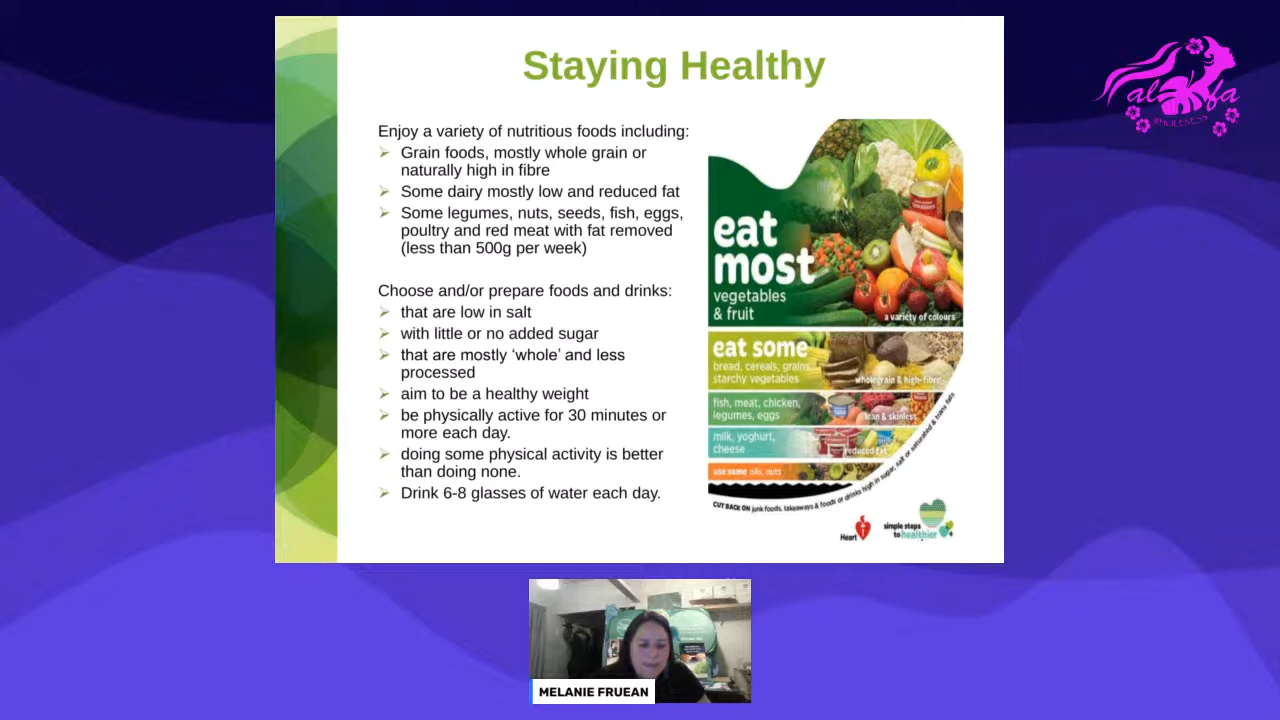 Staying Healthy
Enjoy a variety of nutritious foods including:
Grain foods, mostly whole grain or
naturally high in fibre
Some dairy mostly low and reduced fat
Some legumes, nuts, seeds, fish, eggs,
poultry and red meat with fat removed
(less than 500g per week)
Choose and/or prepare foods and drinks:
that are low in salt
with little or no added sugar
that are mostly ‘whole’ and less
processed
aim to be a healthy weight
be physically active for 30 minutes or
more each day.
doing some physical activity is better
than doing none.
Drink 6-8 glasses of water each day.
eat
most
vegetables
& fruit
a variety of colours
eat some
bread, cereals, grains,
starchy vegetables
wholegrain & high-fibre
fish, meat, chicken,
legumes, eggs
lean & skinless
milk, yoghurt,
cheese
reduced fat
use some oils, nuts
CUT BACK ON junk foods, takeaways & foods or drinks high in sugar, salt or saturated & trans fats
Heart
simple steps
to healthier
alofa
WHOLENESS
MELANIE FRUEAN